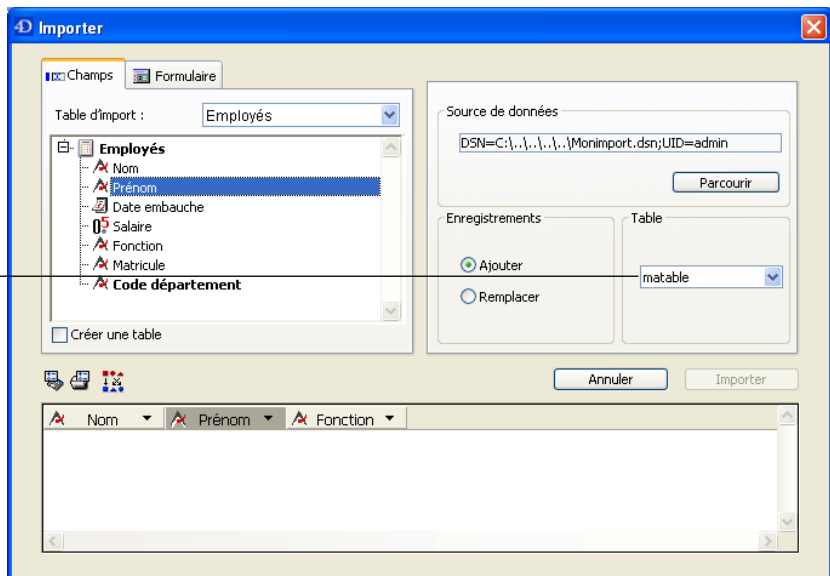 4D Importer
Champs
Formulaire
Table d'import :
Employés
Employés
Nom
Prénom
Date embauche
Salaire
Fonction
Matricule
Code département
Créer une table
Source de données
DSN=C:\..\..\..\..\Monimport.dsn;UID=admin
Parcourir
Enregistrements
Ajouter
Remplacer
Table
matable
Annuler
Importer
Nom
Prénom
Fonction